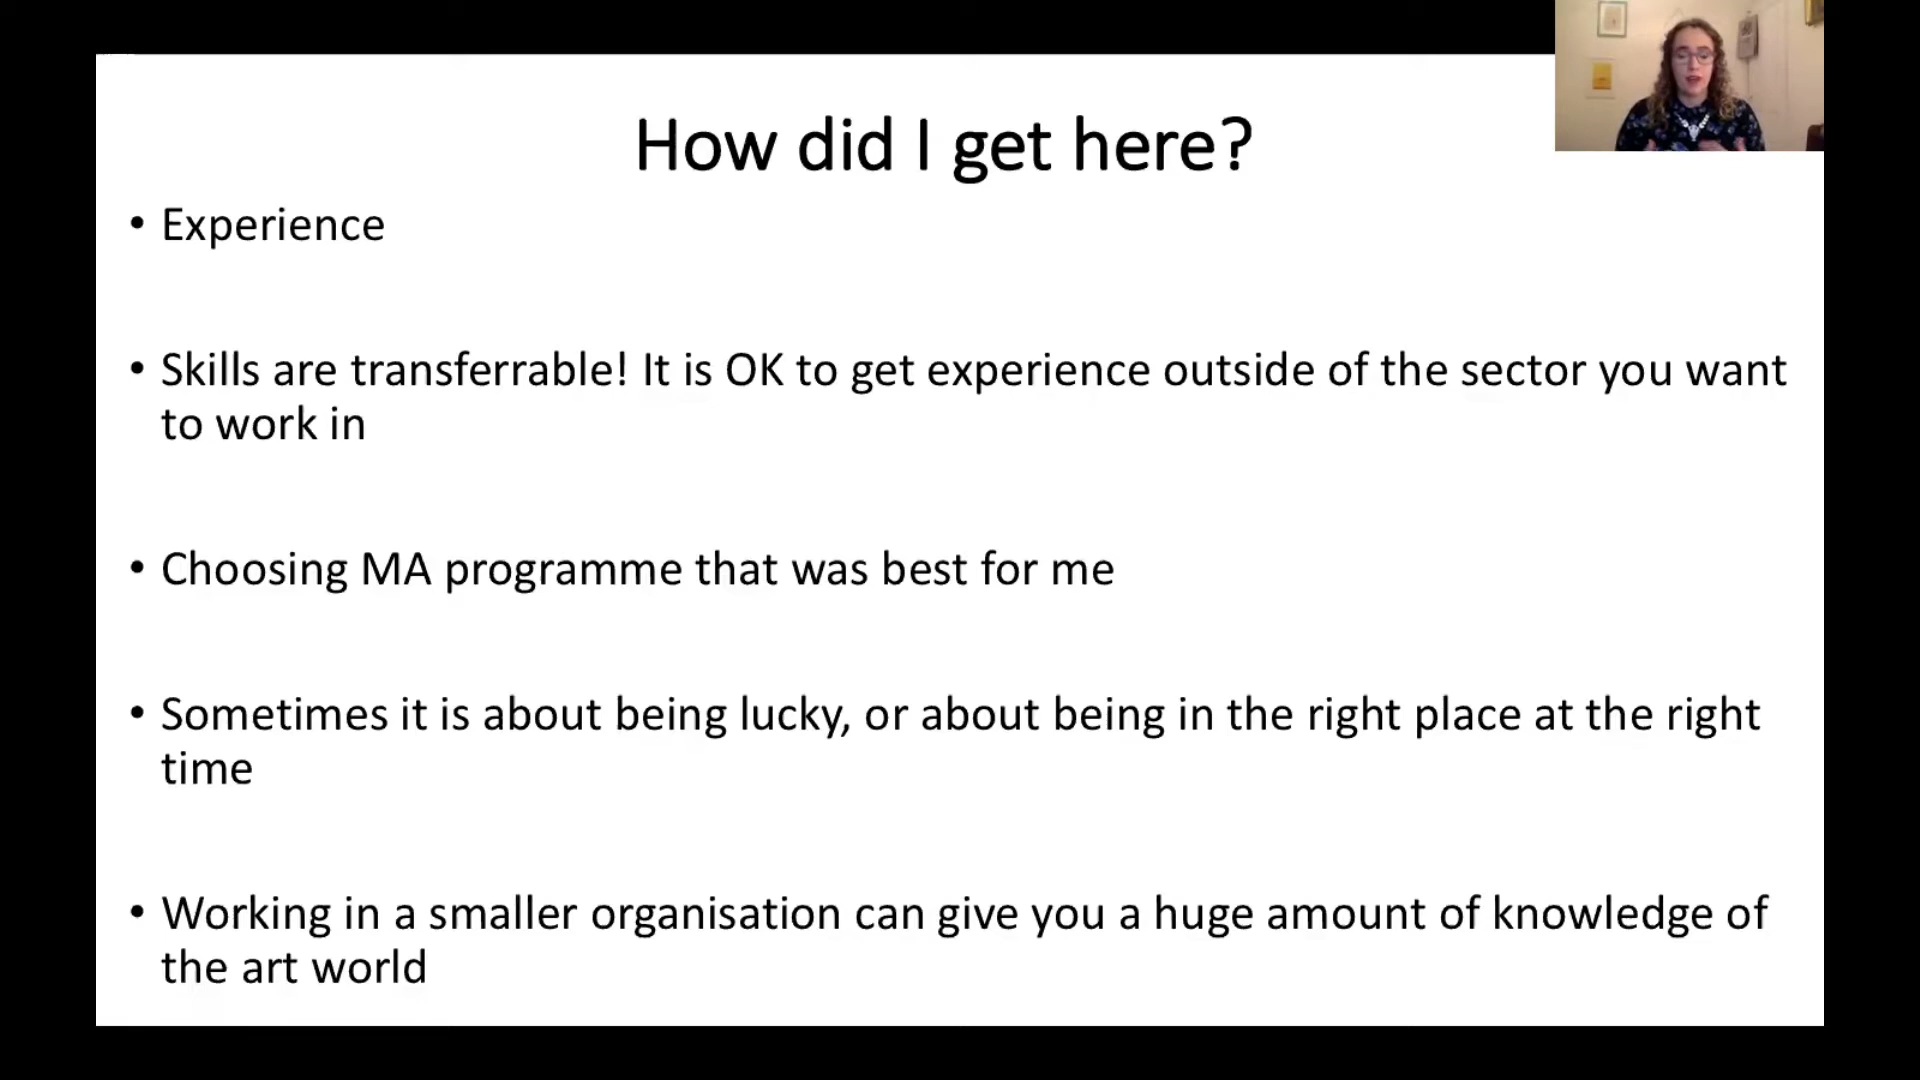 How did I get here?
• Experience
• Skills are transferrable! It is OK to get experience outside of the sector you want
to work in
• Choosing MA programme that was best for me
• Sometimes it is about being lucky, or about being in the right place at the right
time
• Working in a smaller organisation can give you a huge amount of knowledge of
the art world